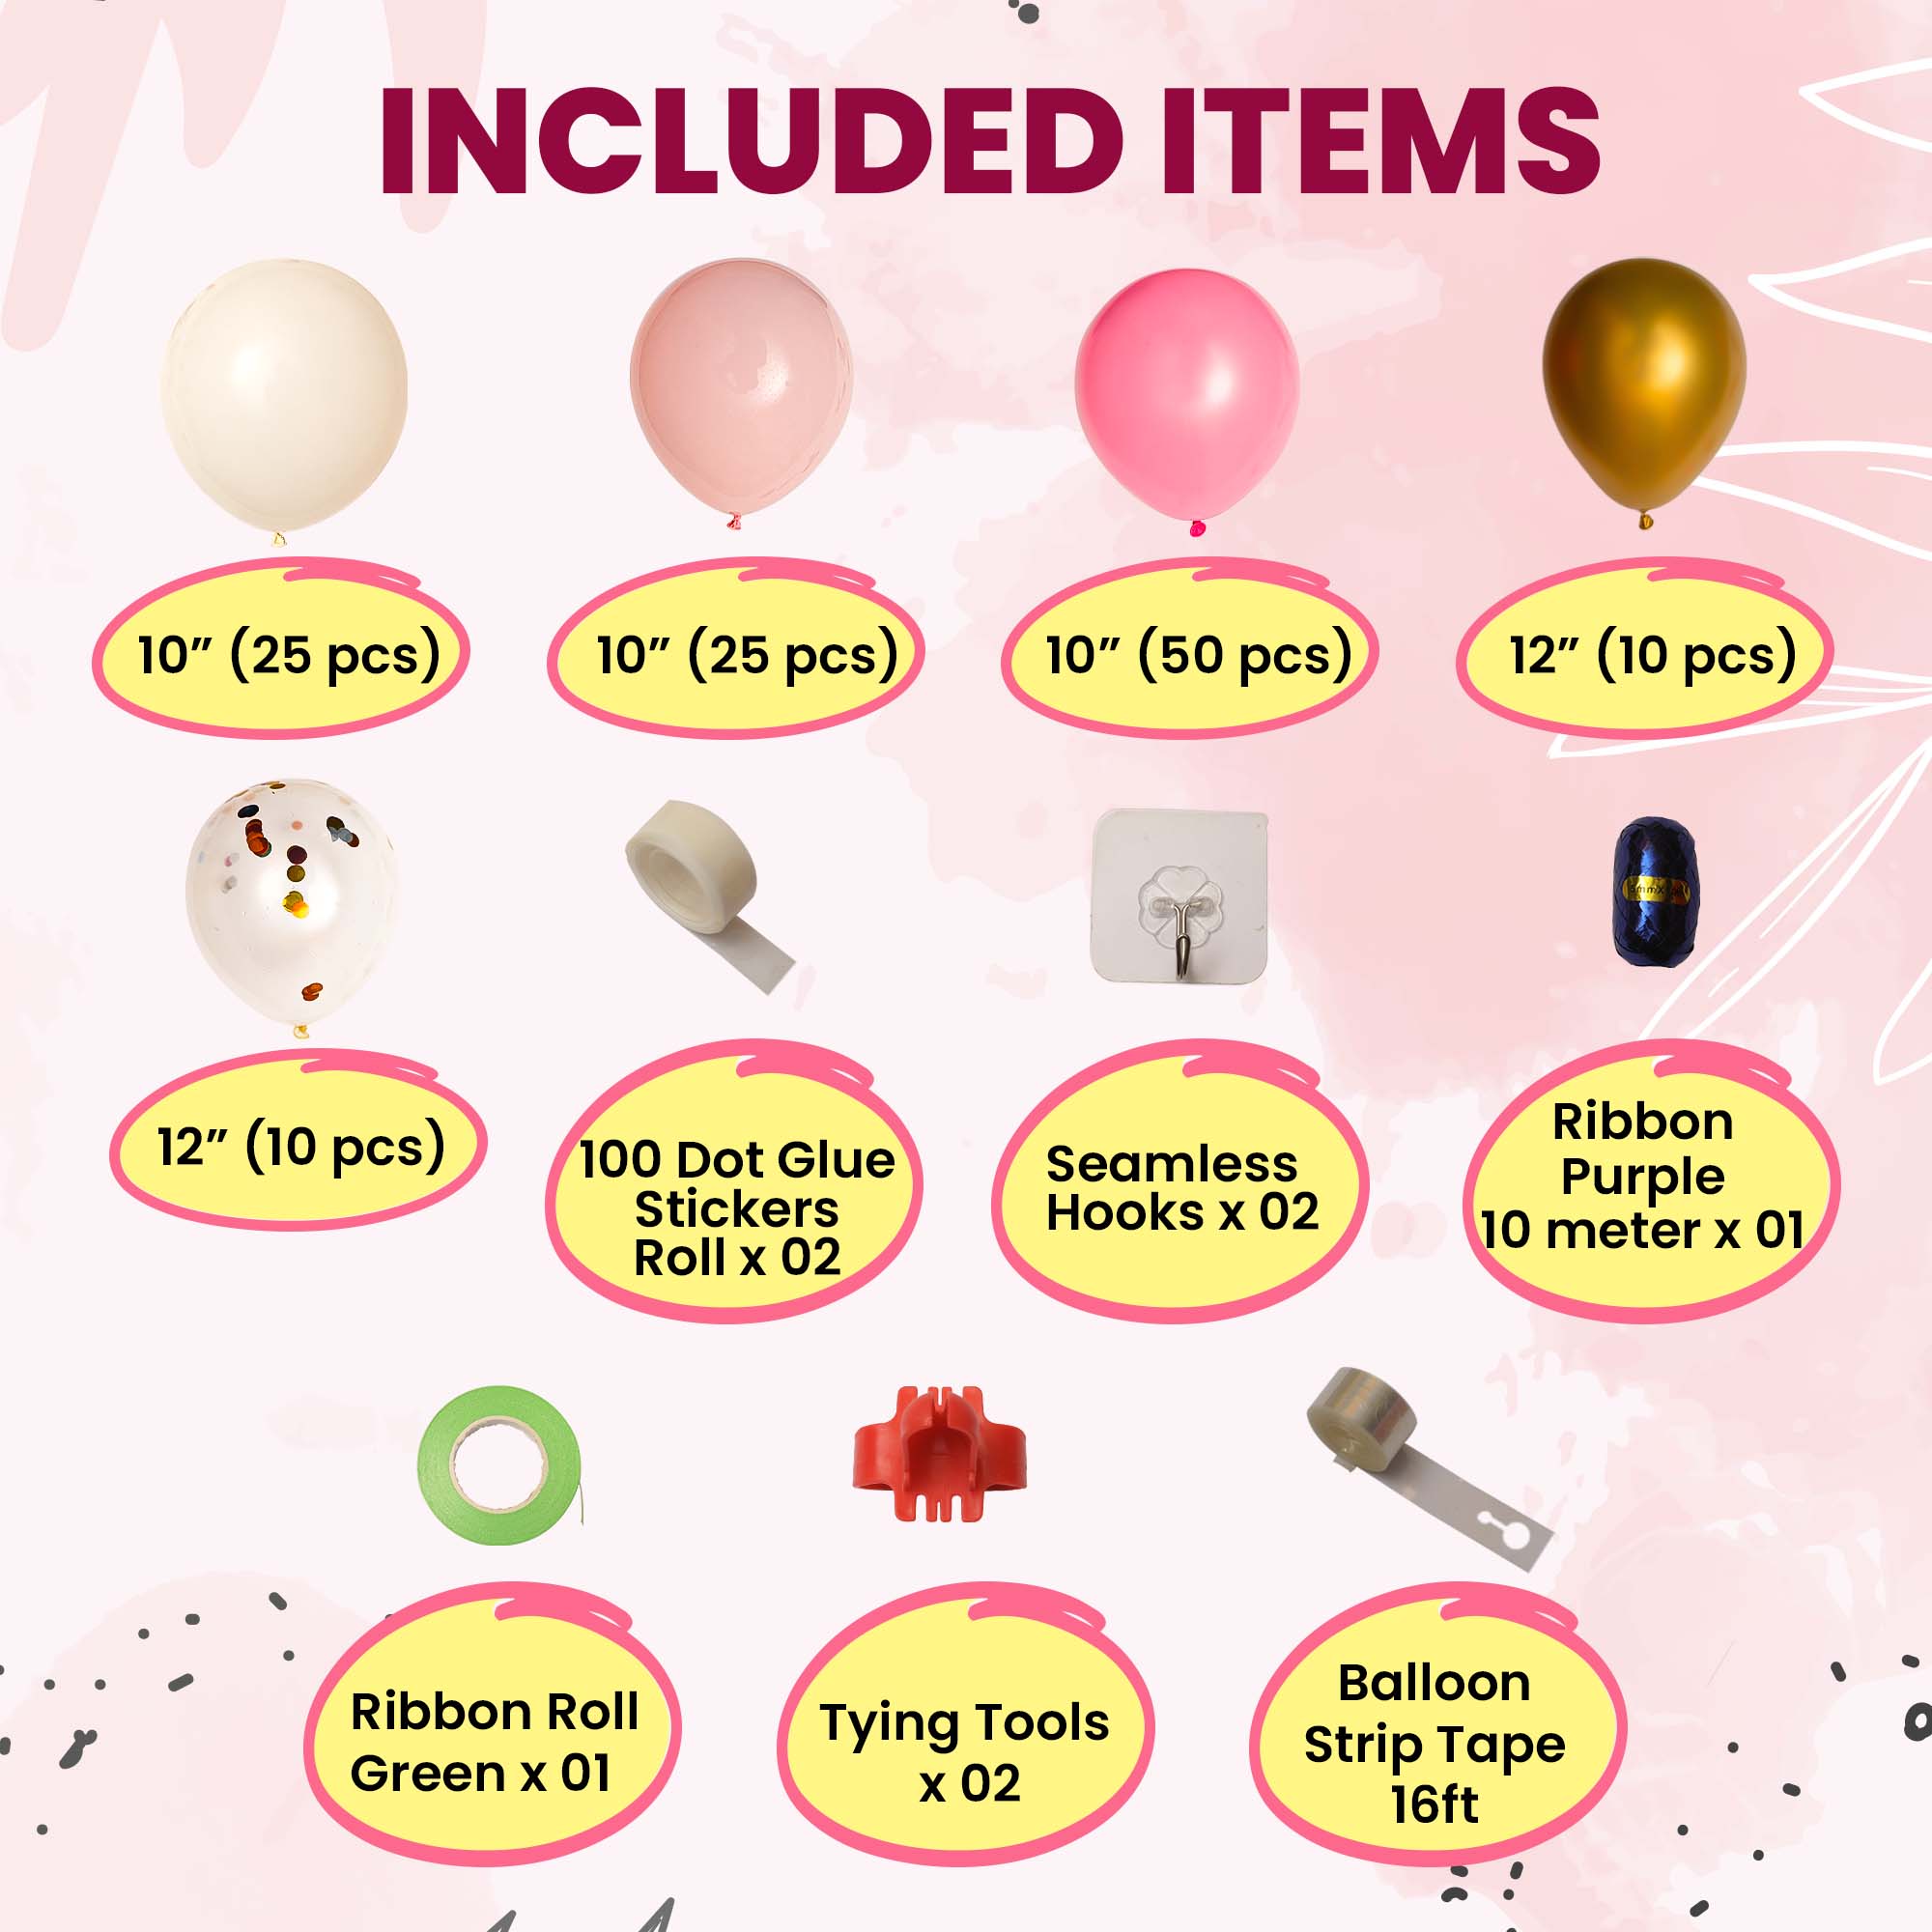 INCLUDED ITEMS
10” (25 pcs)
10” (25 pcs)
10” (50 pcs)
12” (10 pcs)
12” (10 pcs)
100 Dot Glue
Stickers
Roll x 02
Seamless
Hooks x 02
Ribbon
Purple
10 meter x 01
Ribbon Roll
Green x 01
Tying Tools
x 02
Balloon
Strip Tape
16ft